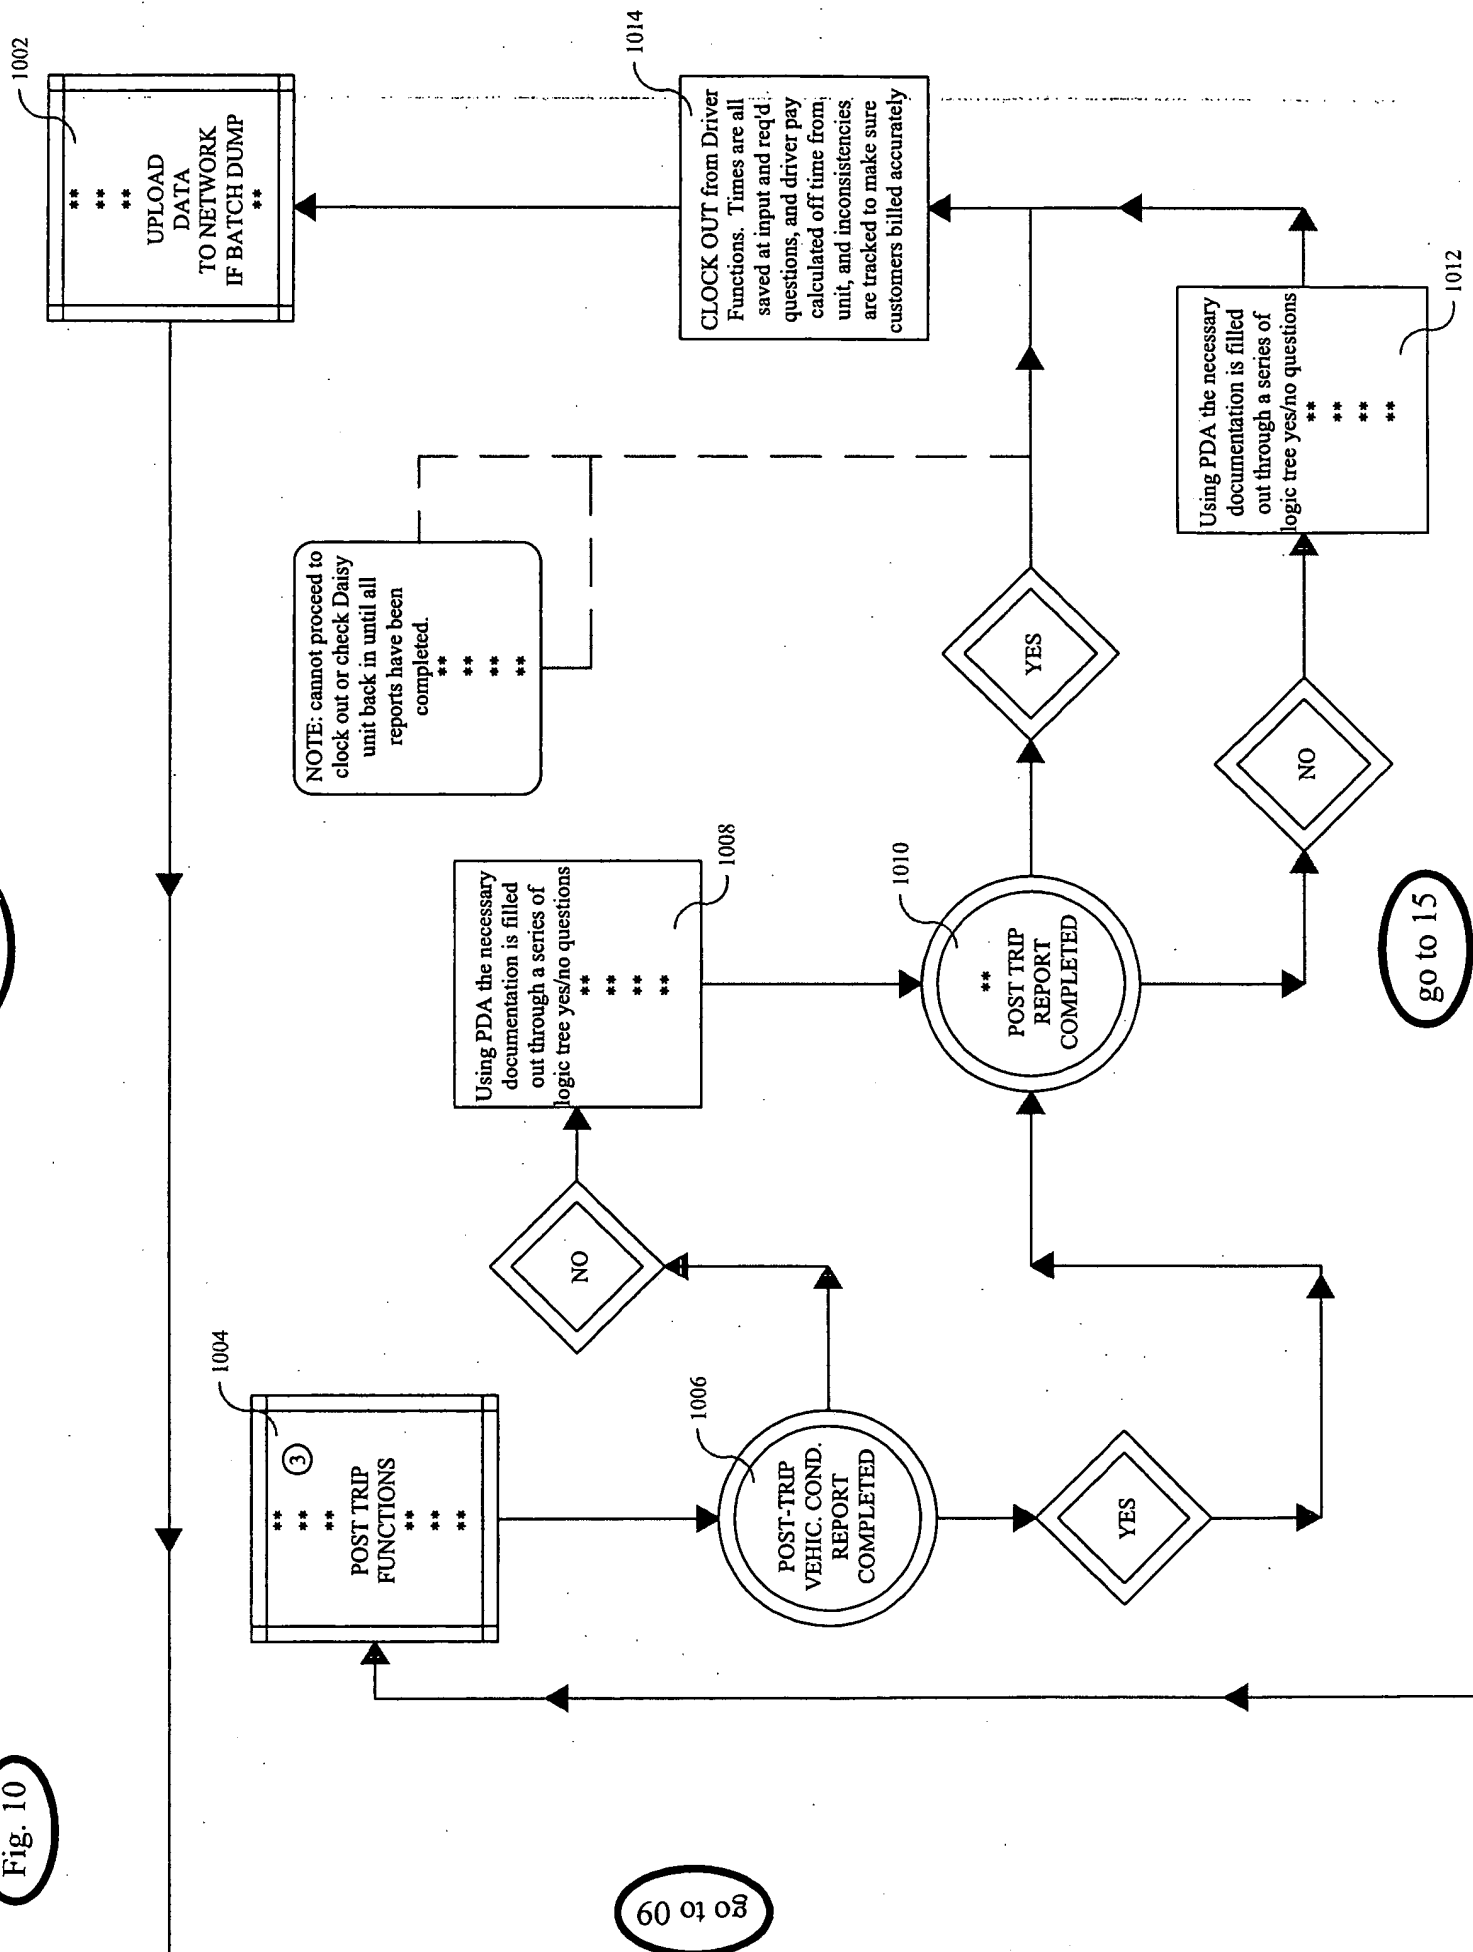 Fig. 10
1002
**
**
**
UPLOAD
DATA
TO NETWORK
IF BATCH DUMP
**
1004
**
**
**
3
POST TRIP
FUNCTIONS
**
**
**
NOTE: cannot proceed to
clock out or check Daisy
unit back in until all
reports have been
completed.
**
**
**
**
NO
Using PDA the necessary
documentation is filled
out through a series of
logic tree yes/no questions
**
**
**
**
1008
1014
CLOCK OUT from Driver
Functions. Times are all
saved at input and req'd
questions, and driver pay
calculated off time from
unit, and inconsistencies
are tracked to make sure
customers billed accurately
go to 09
1006
POST-TRIP
VEHIC. COND.
REPORT
COMPLETED
1010
**
POST TRIP
REPORT
COMPLETED
YES
YES
NO
Using PDA the necessary
documentation is filled
out through a series of
logic tree yes/no questions
**
**
**
**
1012
go to 15